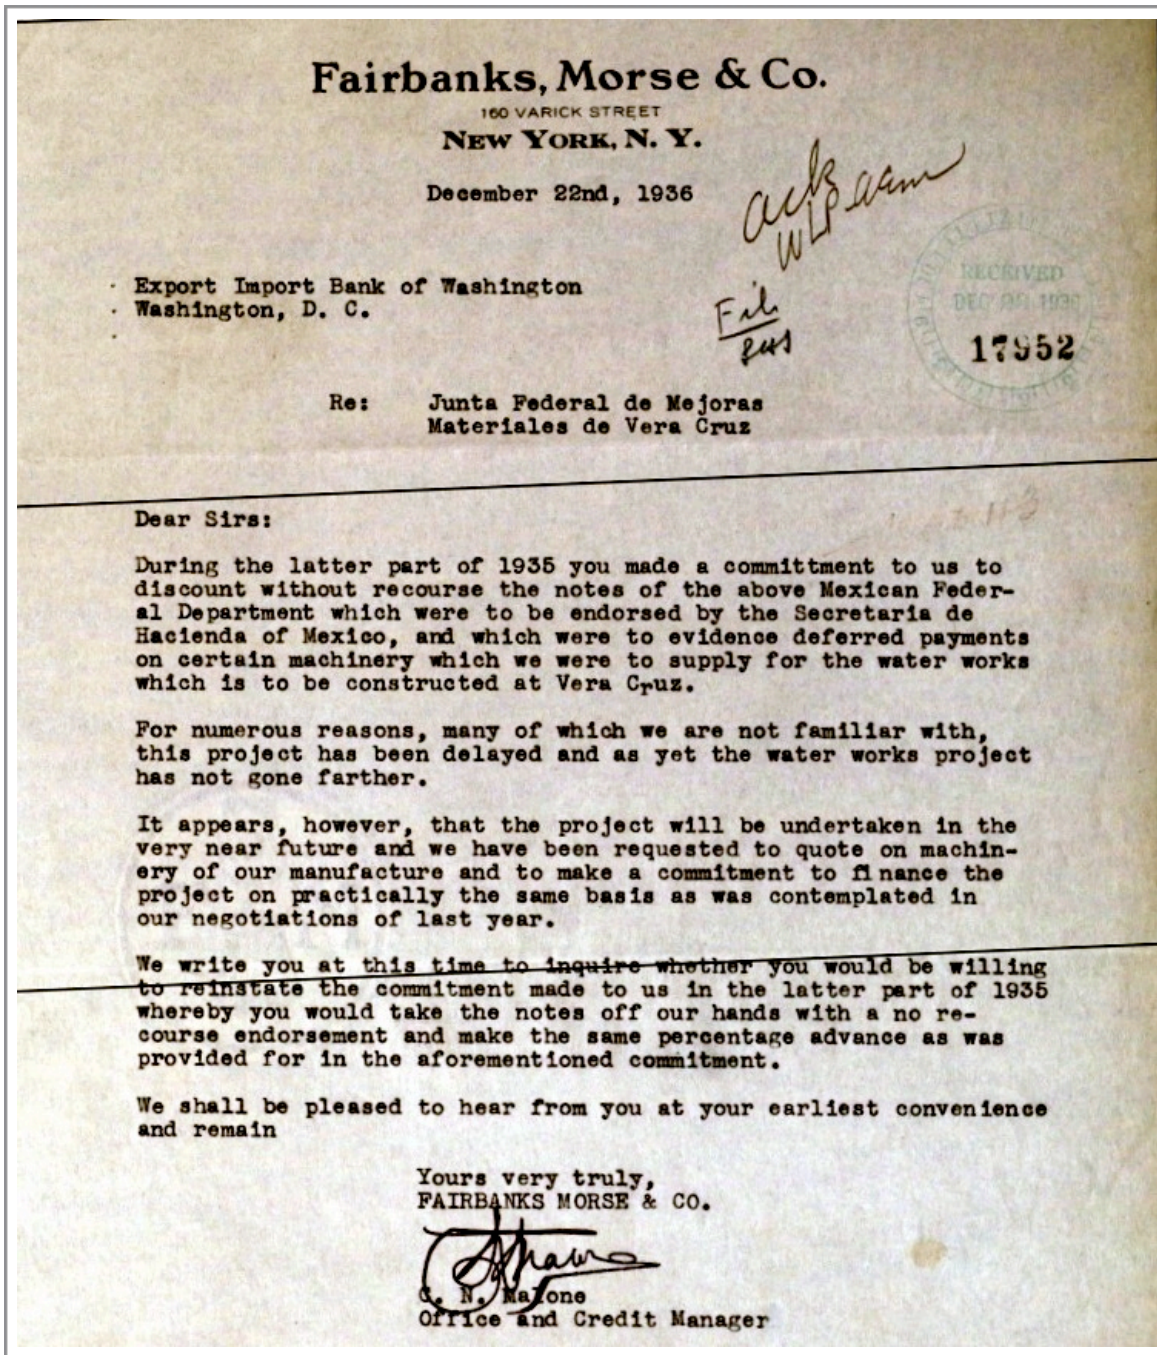 Fairbanks, Morse & Co.
160 VARICK STREET
NEW YORK, N. Y.
December 22nd, 1936
ack
Export Import Bank of Washington
Washington, D. C.
File
RECEIVED
DEC 1936
17952
Re: Junta Federal de Mejoras
Materiales de Vera Cruz
Dear Sirs:
During the latter part of 1935 you made a committment to us to
discount without recourse the notes of the above Mexican Feder-
al Department which were to be endorsed by the Secretaria de
Hacienda of Mexico, and which were to evidence deferred payments
on certain machinery which we were to supply for the water works
which is to be constructed at Vera Cruz.
For numerous reasons, many of which we are not familiar with,
this project has been delayed and as yet the water works project
has not gone farther.
It appears, however, that the project will be undertaken in the
very near future and we have been requested to quote on machin-
ery of our manufacture and to make a commitment to finance the
project on practically the same basis as was contemplated in
our negotiations of last year.
We write you at this time to inquire whether you would be willing
to reinstate the commitment made to us in the latter part of 1935
whereby you would take the notes off our hands with a no re-
course endorsement and make the same percentage advance as was
provided for in the aforementioned commitment.
We shall be pleased to hear from you at your earliest convenience
and remain
Yours very truly,
FAIRBANKS MORSE & CO.
C. N. Malone
Office and Credit Manager